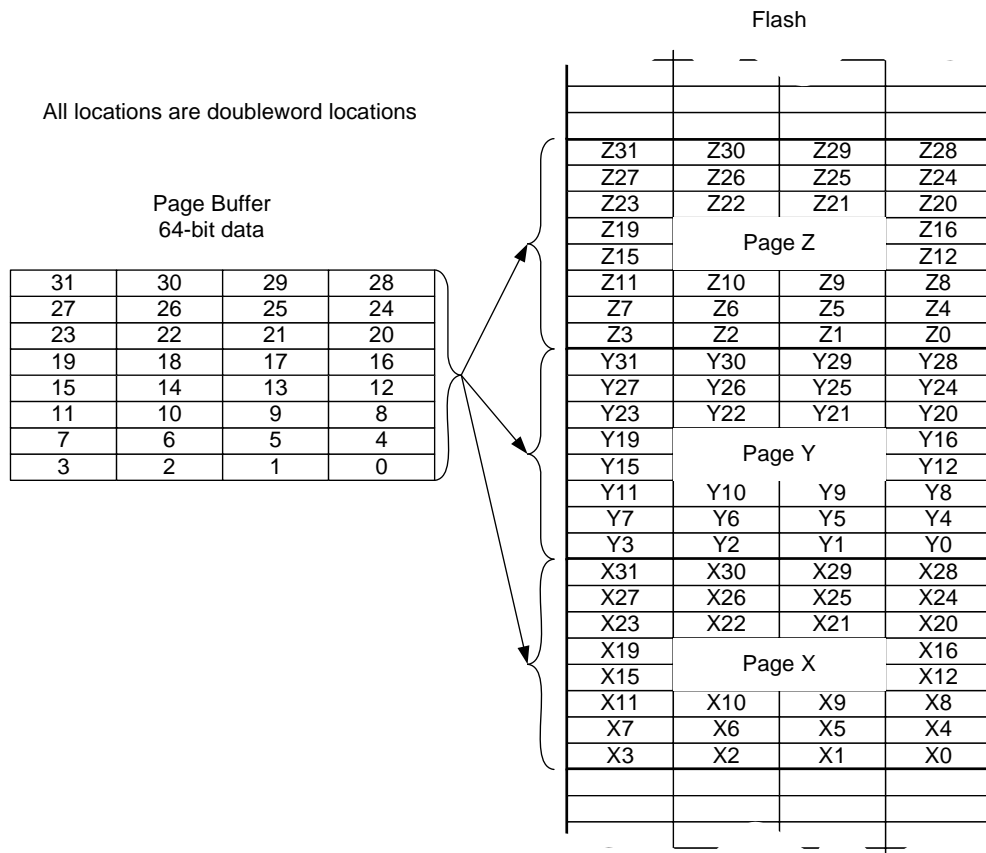 Flash
All locations are doubleword locations
Page Buffer
64-bit data
31 30 29 28
27 26 25 24
23 22 21 20
19 18 17 16
15 14 13 12
11 10 9 8
7 6 5 4
3 2 1 0
Z31 Z30 Z29 Z28
Z27 Z26 Z25 Z24
Z23 Z22 Z21 Z20
Z19 Z16
Page Z
Z15 Z12
Z11 Z10 Z9 Z8
Z7 Z6 Z5 Z4
Z3 Z2 Z1 Z0
Y31 Y30 Y29 Y28
Y27 Y26 Y25 Y24
Y23 Y22 Y21 Y20
Y19 Y16
Page Y
Y15 Y12
Y11 Y10 Y9 Y8
Y7 Y6 Y5 Y4
Y3 Y2 Y1 Y0
X31 X30 X29 X28
X27 X26 X25 X24
X23 X22 X21 X20
X19 X16
Page X
X15 X12
X11 X10 X9 X8
X7 X6 X5 X4
X3 X2 X1 X0